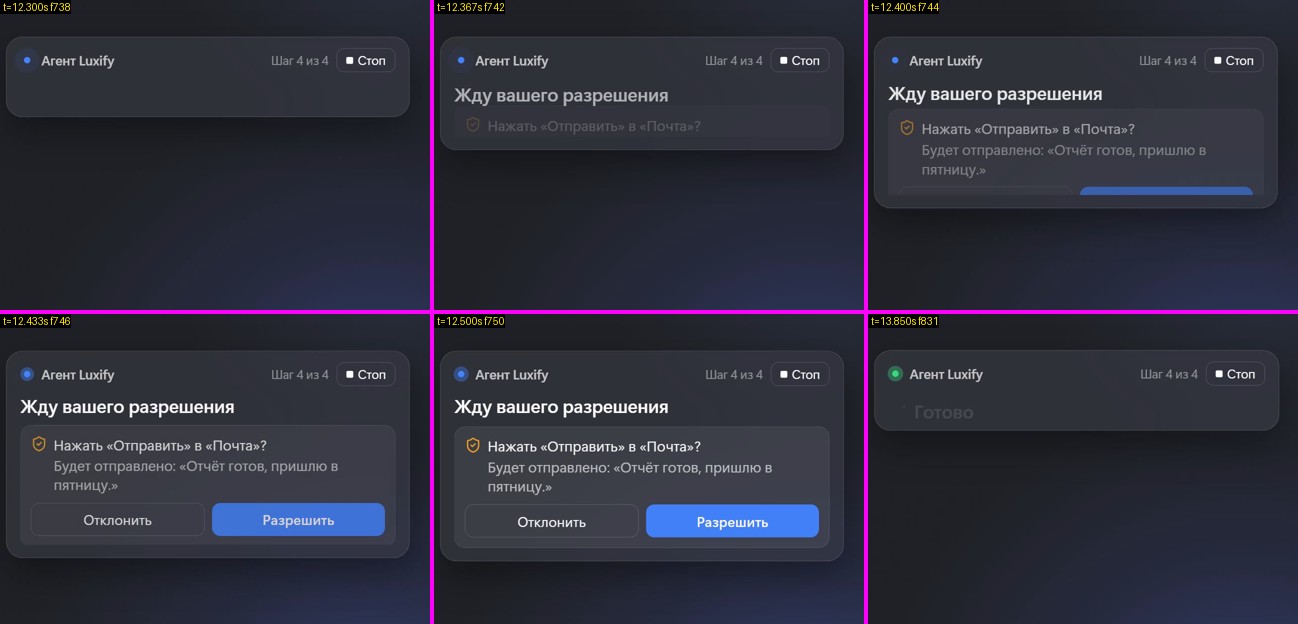 t=12.300s f738
Агент Luxify
Шаг 4 из 4
Стоп
t=12.367s f742
Агент Luxify
Шаг 4 из 4
Стоп
Жду вашего разрешения
Нажать «Отправить» в «Почта»?
t=12.400s f744
Агент Luxify
Шаг 4 из 4
Стоп
Жду вашего разрешения
Нажать «Отправить» в «Почта»?
Будет отправлено: «Отчёт готов, пришлю в
пятницу.»
t=12.433s f746
Агент Luxify
Шаг 4 из 4
Стоп
Жду вашего разрешения
Нажать «Отправить» в «Почта»?
Будет отправлено: «Отчёт готов, пришлю в
пятницу.»
Отклонить
Разрешить
t=12.500s f750
Агент Luxify
Шаг 4 из 4
Стоп
Жду вашего разрешения
Нажать «Отправить» в «Почта»?
Будет отправлено: «Отчёт готов, пришлю в
пятницу.»
Отклонить
Разрешить
t=13.850s f831
Агент Luxify
Шаг 4 из 4
Стоп
Готово